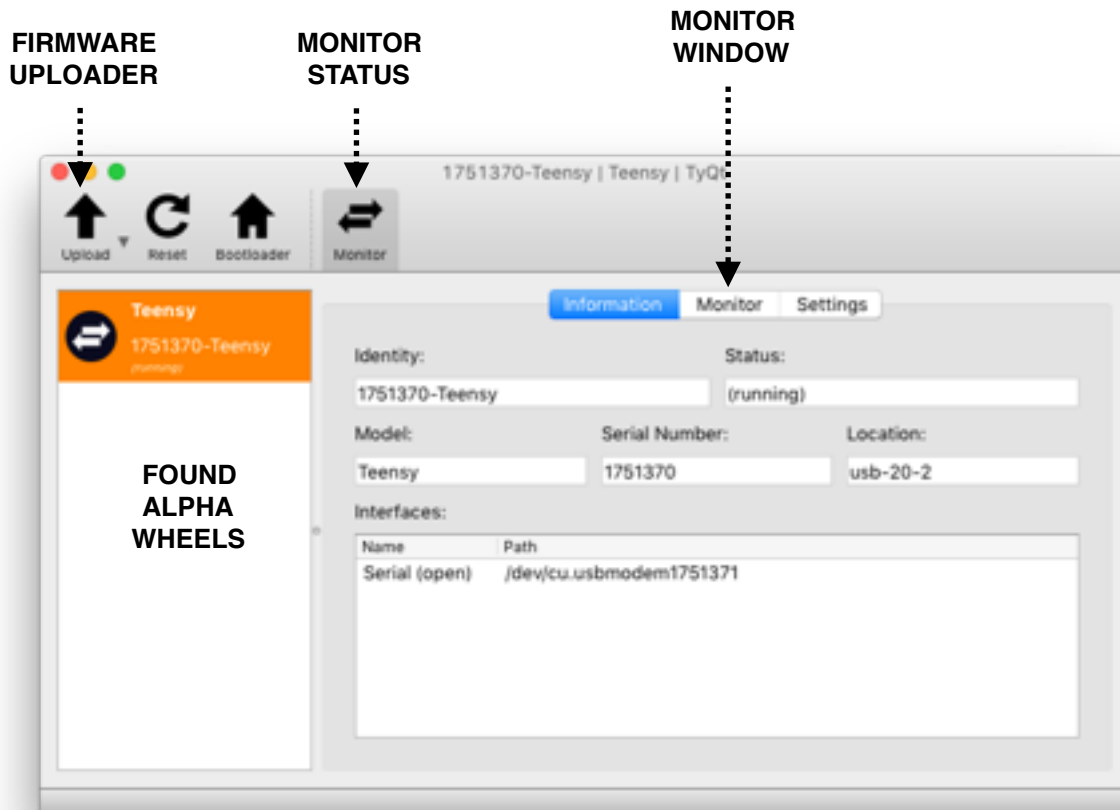 FIRMWARE
UPLOADER
MONITOR
STATUS
MONITOR
WINDOW
1751370-Teensy | Teensy | TyQt
Upload
Reset
Bootloader
Monitor
Teensy
1751370-Teensy
(running)
FOUND
ALPHA
WHEELS
Information
Monitor
Settings
Identity:
Status:
1751370-Teensy
(running)
Model:
Serial Number:
Location:
Teensy
1751370
usb-20-2
Interfaces:
Name
Path
Serial (open)
/dev/cu.usbmodem1751371